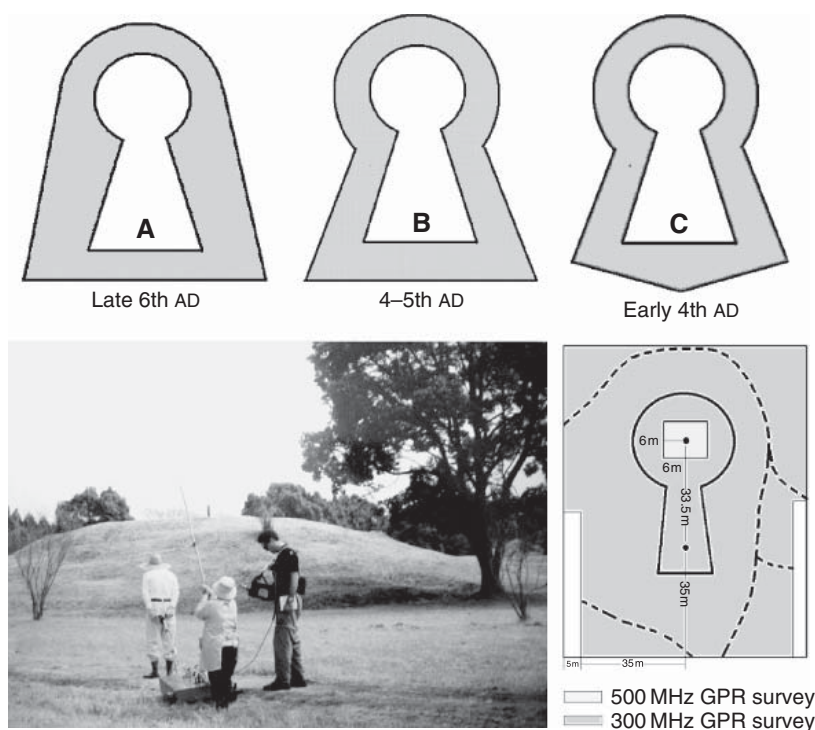 A
B
C
Late 6th AD
4–5th AD
Early 4th AD
6m
6m
33.5m
35m
5m
35m
500 MHz GPR survey
300 MHz GPR survey